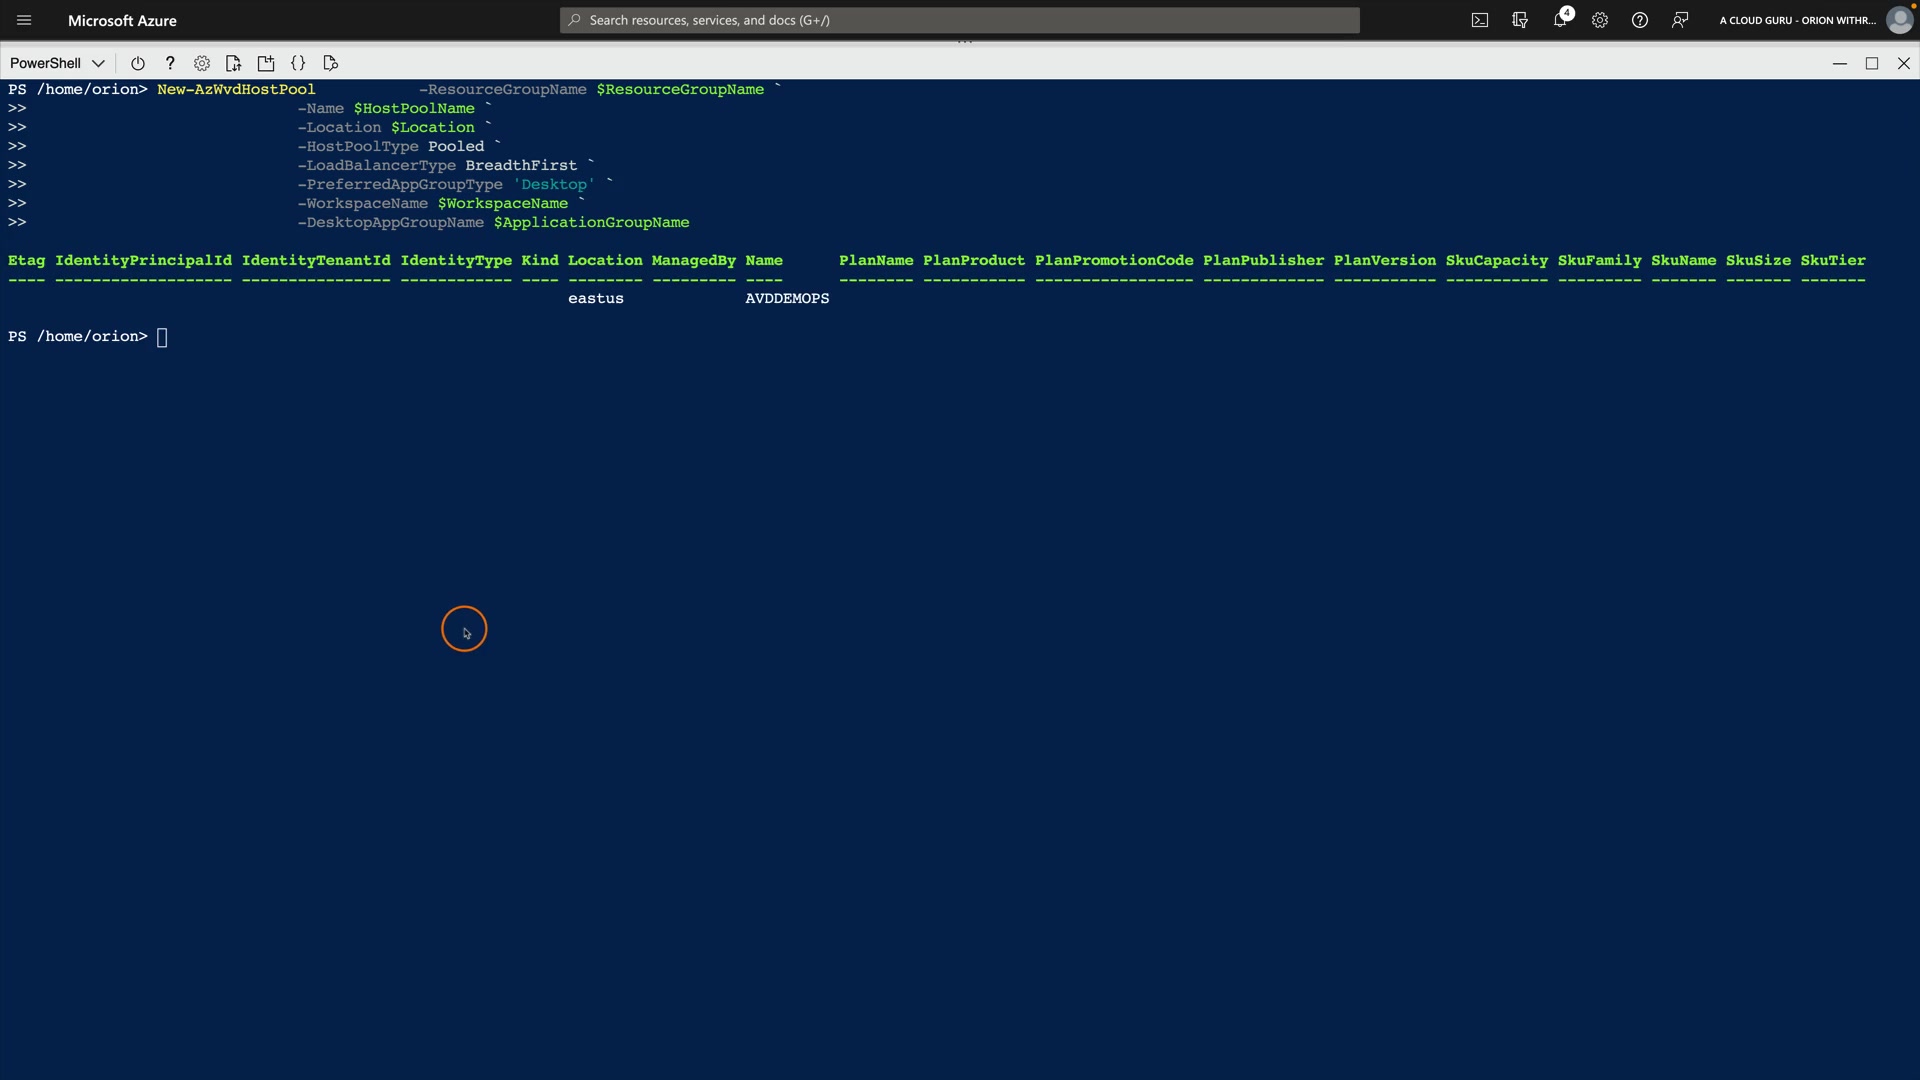 Microsoft Azure
Search resources, services, and docs (G+/)
4
A CLOUD GURU - ORION WITHR...
PowerShell
PS /home/orion> New-AzWvdHostPool -ResourceGroupName $ResourceGroupName `
>> -Name $HostPoolName `
>> -Location $Location `
>> -HostPoolType Pooled `
>> -LoadBalancerType BreadthFirst `
>> -PreferredAppGroupType 'Desktop' `
>> -WorkspaceName $WorkspaceName `
>> -DesktopAppGroupName $ApplicationGroupName
Etag IdentityPrincipalId IdentityTenantId IdentityType Kind Location ManagedBy Name PlanName PlanProduct PlanPromotionCode PlanPublisher PlanVersion SkuCapacity SkuFamily SkuName SkuSize SkuTier
---- ------------------- ---------------- ------------ ---- -------- --------- ---- -------- ----------- ----------------- ------------- ----------- ----------- --------- ------- ------- -------
eastus AVDDEMOPS
PS /home/orion>